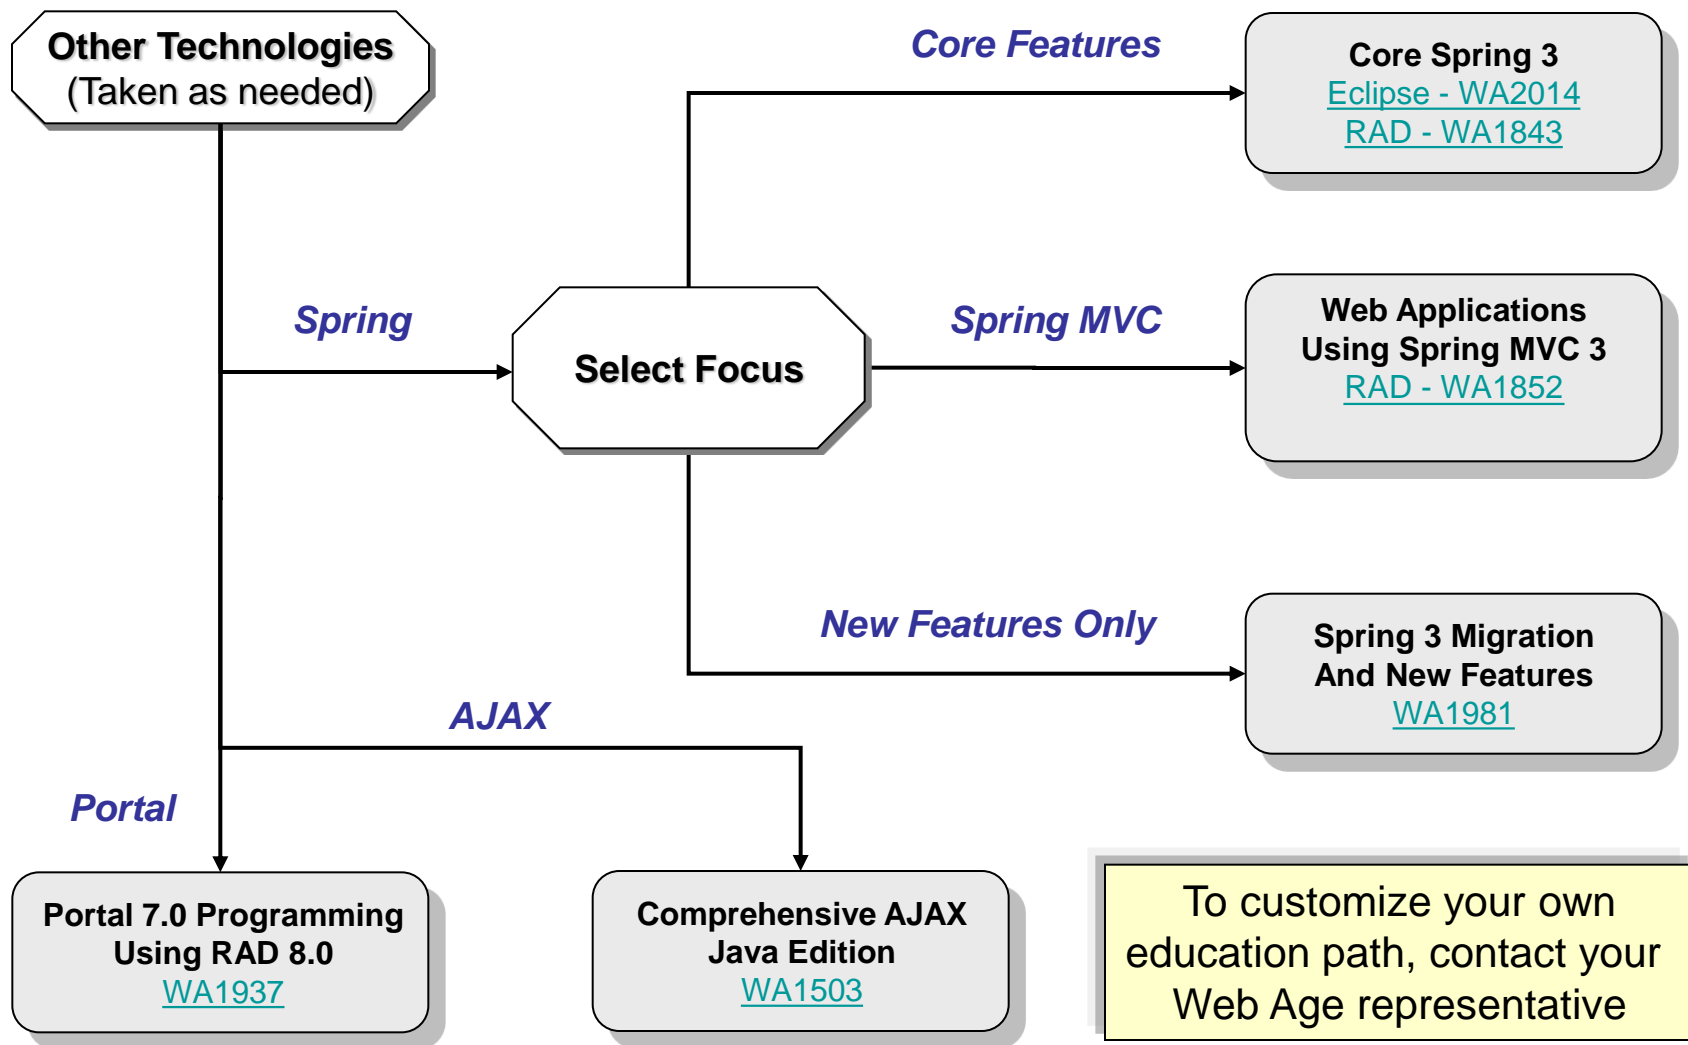 Other Technologies
(Taken as needed)
Core Features
Core Spring 3
Eclipse - WA2014
RAD - WA1843
Spring
Select Focus
Spring MVC
Web Applications
Using Spring MVC 3
RAD - WA1852
New Features Only
Spring 3 Migration
And New Features
WA1981
AJAX
Portal
Portal 7.0 Programming
Using RAD 8.0
WA1937
Comprehensive AJAX
Java Edition
WA1503
To customize your own
education path, contact your
Web Age representative